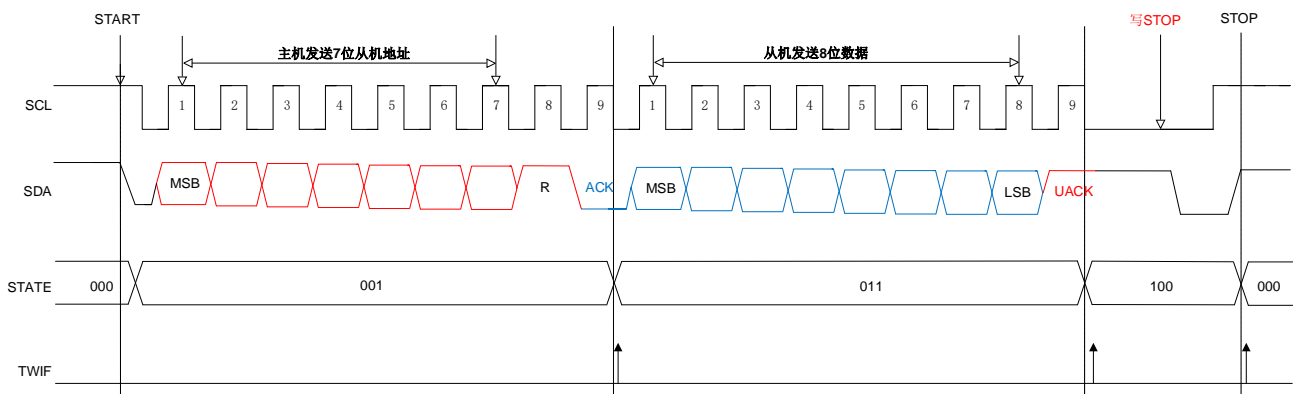 START 写STOP STOP
主机发送7位从机地址 从机发送8位数据
SCL 1 2 3 4 5 6 7 8 9 1 2 3 4 5 6 7 8 9
SDA MSB R ACK MSB LSB UACK
STATE 000 001 011 100 000
TWIF